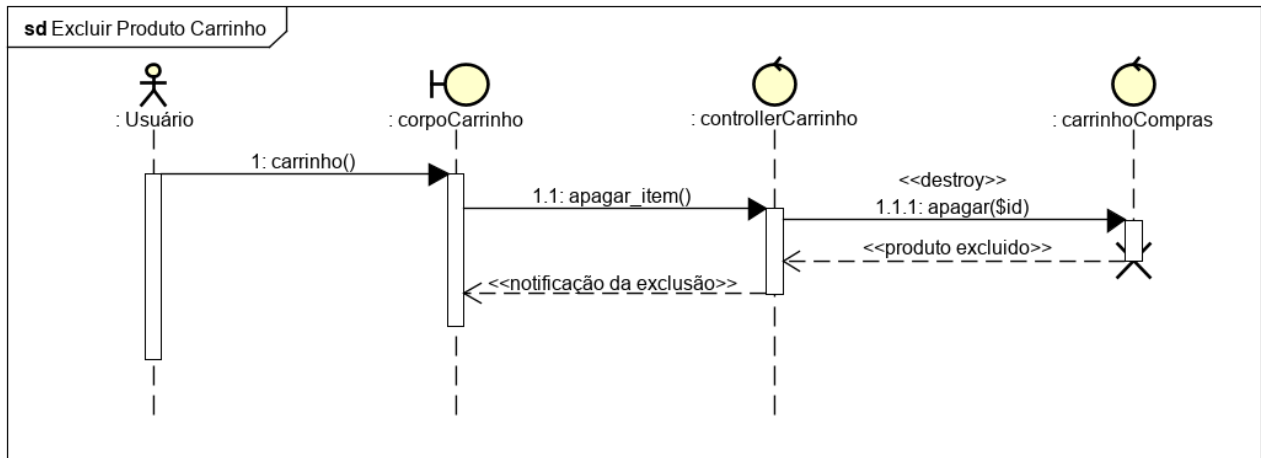 sd Excluir Produto Carrinho
: Usuário
: corpoCarrinho
: controllerCarrinho
: carrinhoCompras
1: carrinho()
1.1: apagar_item()
<<destroy>>
1.1.1: apagar($id)
<<produto excluido>>
<<notificação da exclusão>>